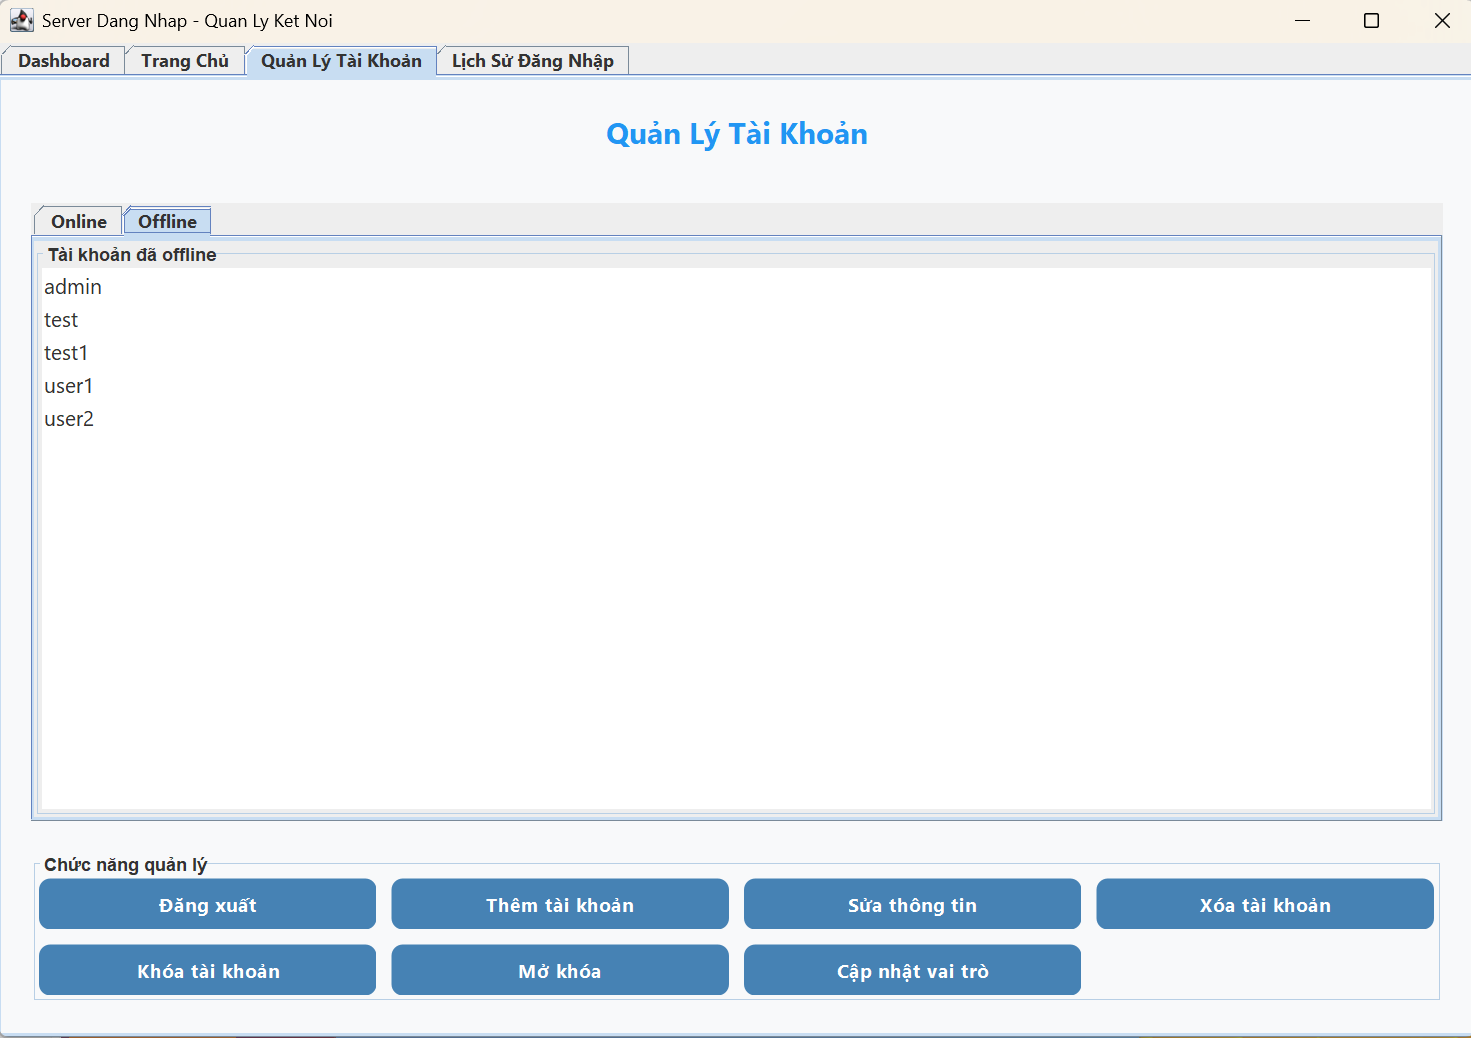 Server Dang Nhap - Quan Ly Ket Noi
Dashboard Trang Chủ Quản Lý Tài Khoản Lịch Sử Đăng Nhập
Quản Lý Tài Khoản
Online Offline
Tài khoản đã offline
admin
test
test1
user1
user2
Chức năng quản lý
Đăng xuất Thêm tài khoản Sửa thông tin Xóa tài khoản
Khóa tài khoản Mở khóa Cập nhật vai trò